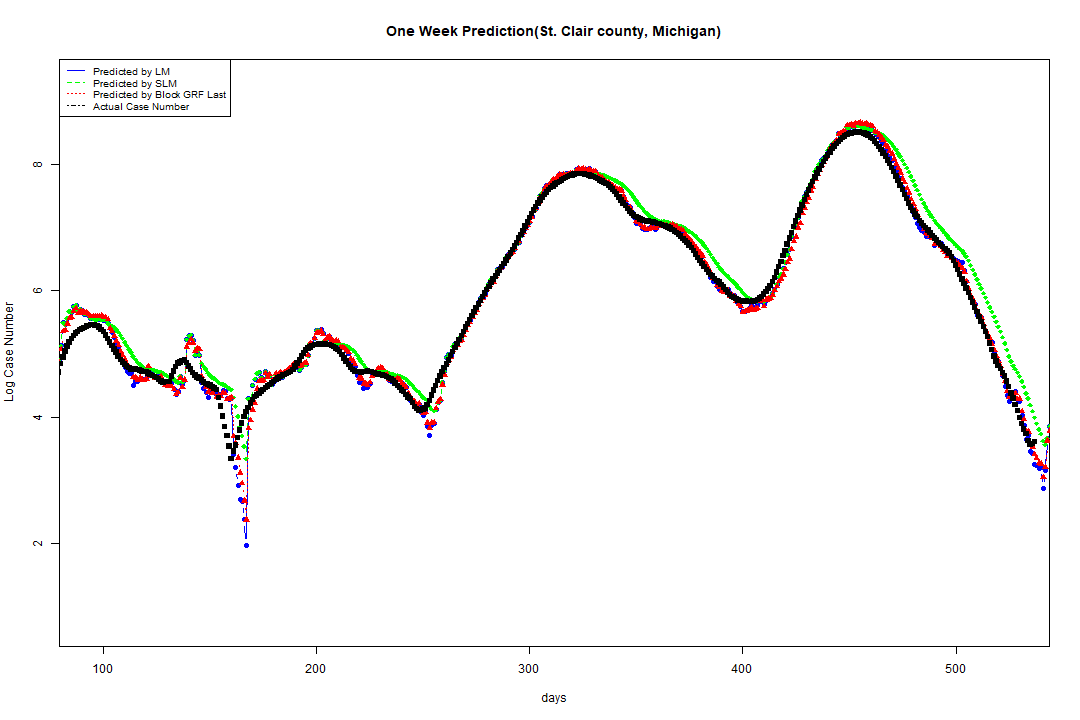 One Week Prediction(St. Clair county, Michigan)
Predicted by LM
Predicted by SLM
Predicted by Block GRF Last
Actual Case Number
8
6
4
2
Log Case Number
100 200 300 400 500
days